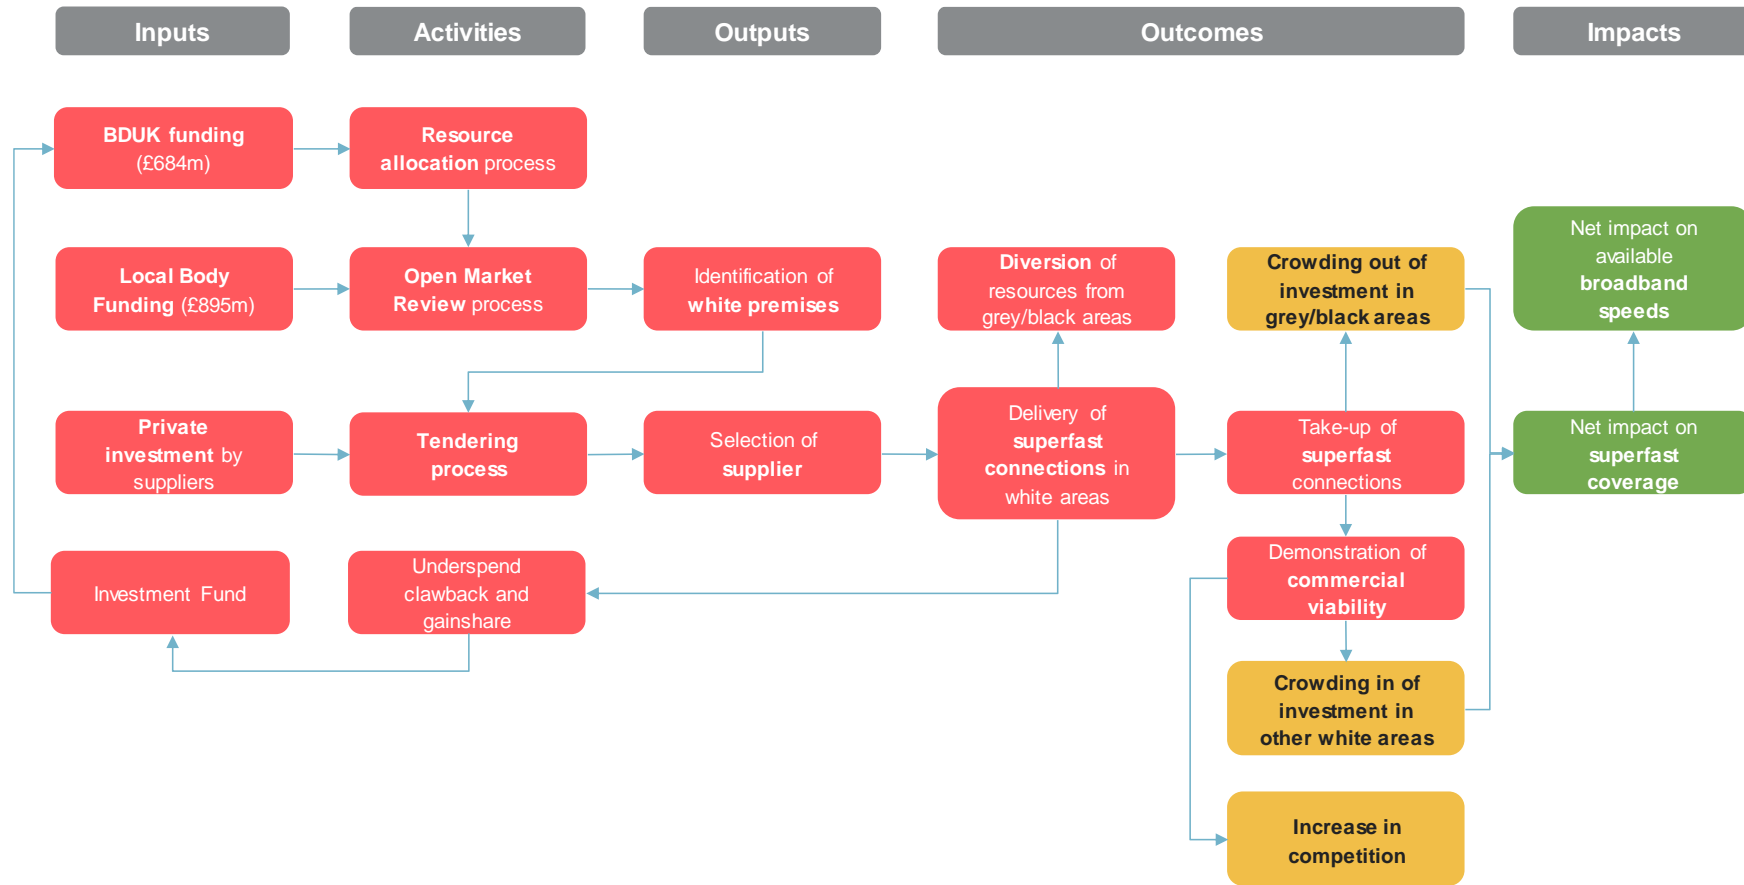 Inputs
Activities
Outputs
Outcomes
Impacts
BDUK funding
(£684m)
Resource
allocation process
Local Body
Funding (£895m)
Open Market
Review process
Identification of
white premises
Diversion of
resources from
grey/black areas
Crowding out of
investment in
grey/black areas
Net impact on
available
broadband
speeds
Private
investment by
suppliers
Tendering
process
Selection of
supplier
Delivery of
superfast
connections in
white areas
Take-up of
superfast
connections
Net impact on
superfast
coverage
Investment Fund
Underspend
clawback and
gainshare
Demonstration of
commercial
viability
Crowding in of
investment in
other white areas
Increase in
competition